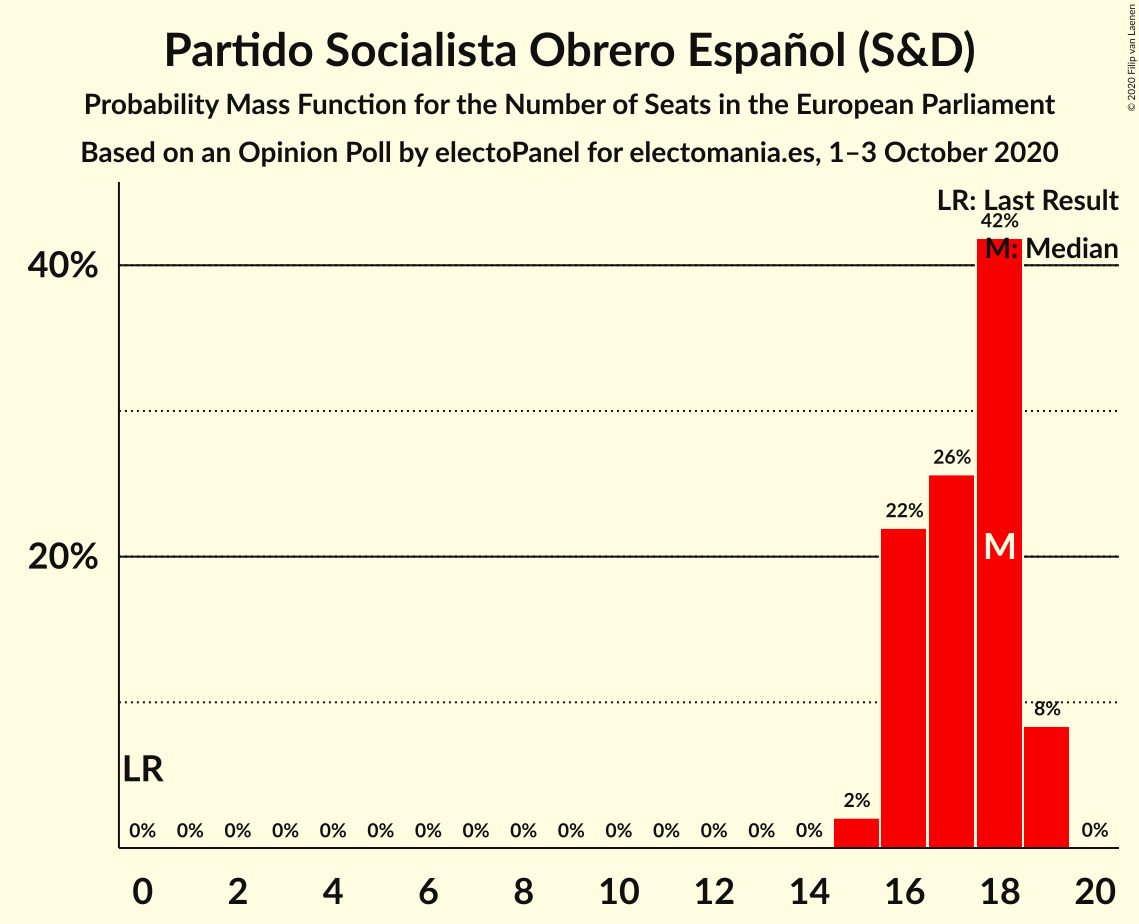 Partido Socialista Obrero Español (S&D)
Probability Mass Function for the Number of Seats in the European Parliament
Based on an Opinion Poll by electoPanel for electomania.es, 1–3 October 2020
© 2020 Filip van Laenen
LR: Last Result
M: Median
42%
40%
26%
22%
20%
M
8%
LR
2%
0% 0% 0% 0% 0% 0% 0% 0% 0% 0% 0% 0% 0% 0% 0% 0%
0 2 4 6 8 10 12 14 16 18 20